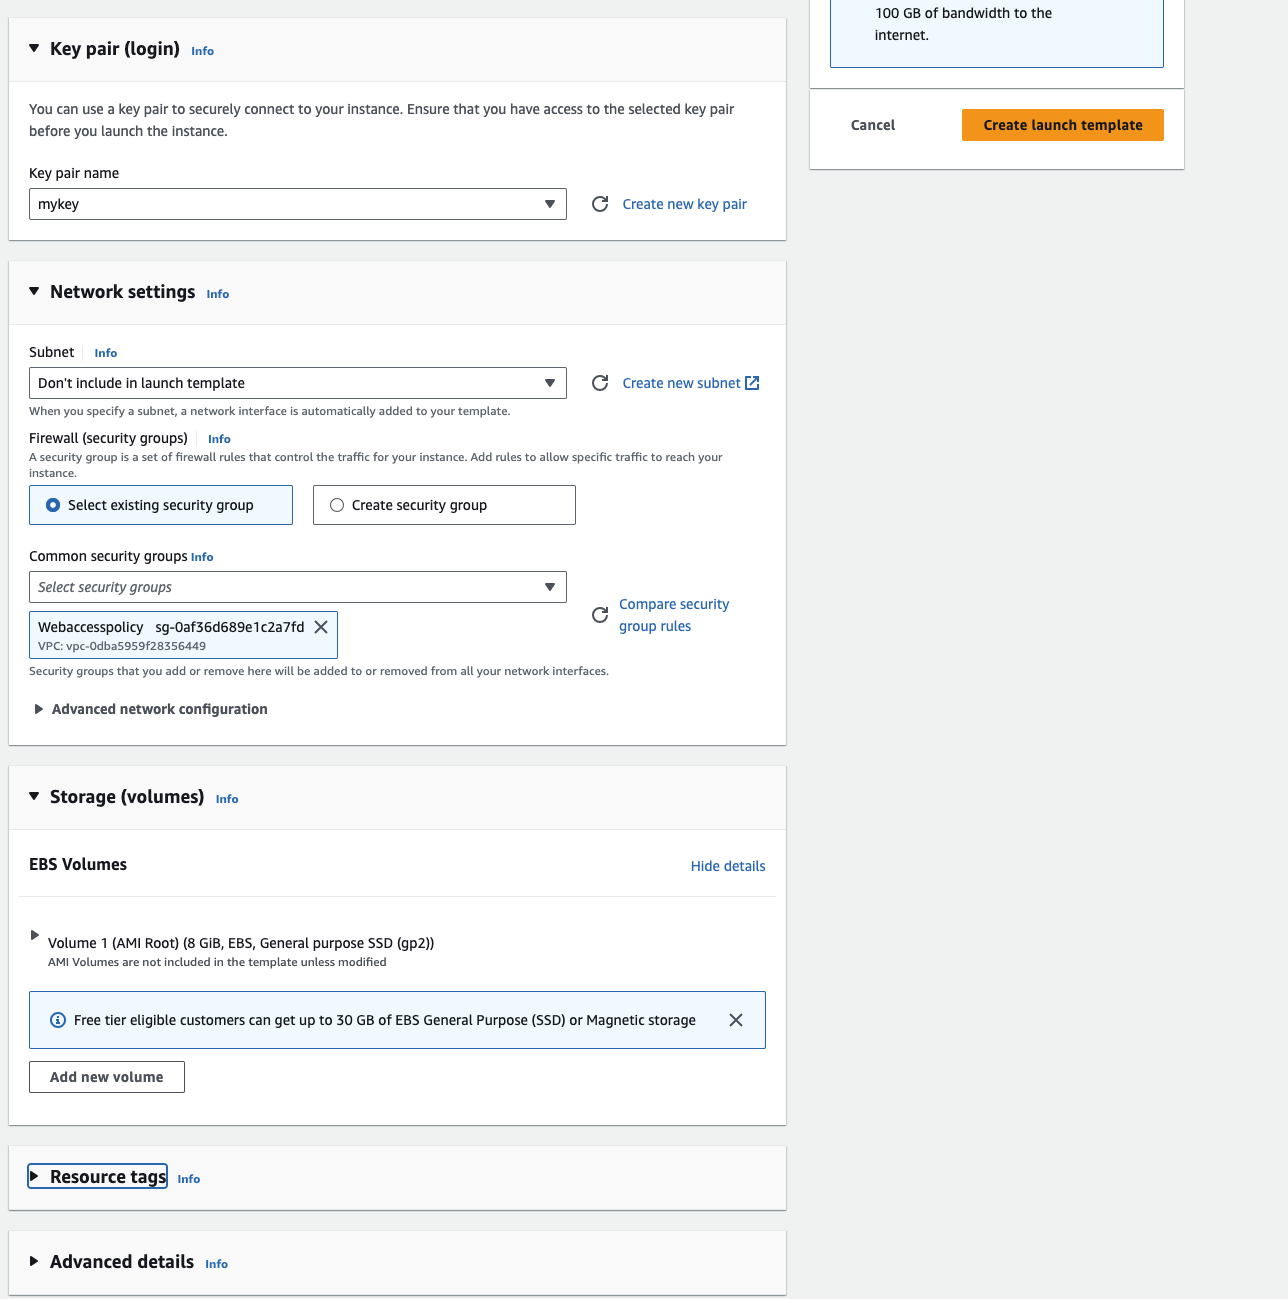 100 GB of bandwidth to the
internet.
Cancel
Create launch template
Key pair (login) Info
You can use a key pair to securely connect to your instance. Ensure that you have access to the selected key pair
before you launch the instance.
Key pair name
mykey
Create new key pair
Network settings Info
Subnet Info
Don't include in launch template
Create new subnet
When you specify a subnet, a network interface is automatically added to your template.
Firewall (security groups) Info
A security group is a set of firewall rules that control the traffic for your instance. Add rules to allow specific traffic to reach your
instance.
Select existing security group
Create security group
Common security groups Info
Select security groups
Compare security
group rules
Webaccesspolicy sg-0af36d689e1c2a7fd
VPC: vpc-0dba5959f28356449
Security groups that you add or remove here will be added to or removed from all your network interfaces.
Advanced network configuration
Storage (volumes) Info
EBS Volumes
Hide details
Volume 1 (AMI Root) (8 GiB, EBS, General purpose SSD (gp2))
AMI Volumes are not included in the template unless modified
Free tier eligible customers can get up to 30 GB of EBS General Purpose (SSD) or Magnetic storage
Add new volume
Resource tags Info
Advanced details Info